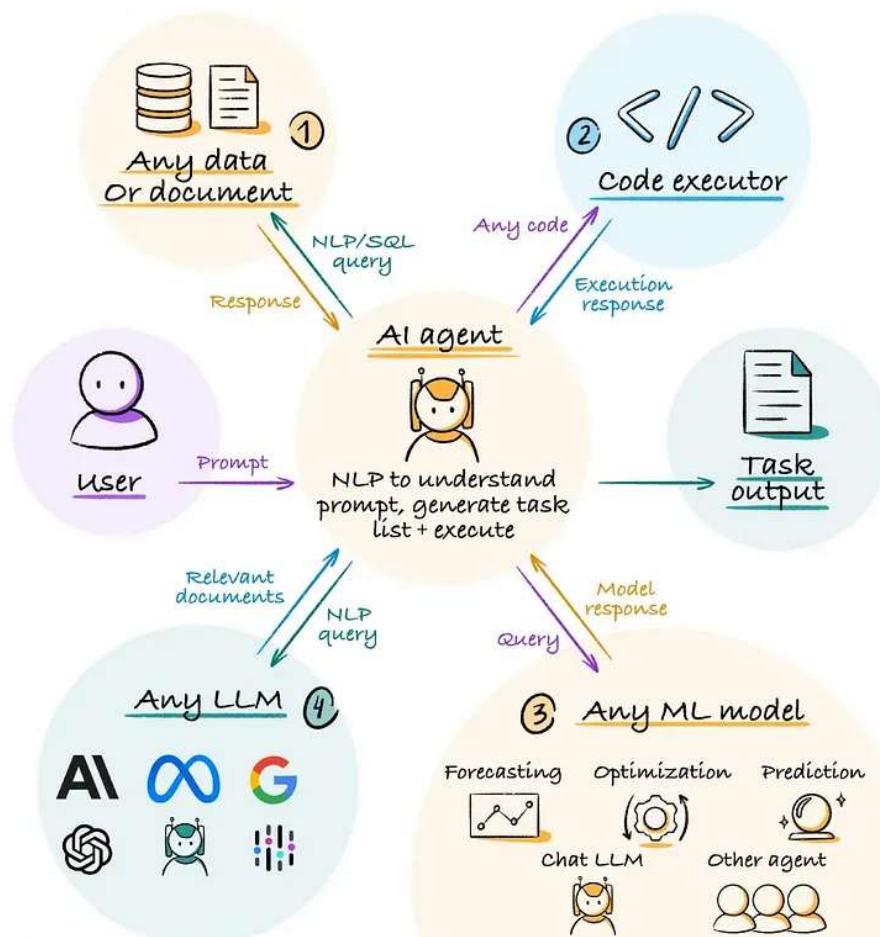 1
Any data
Or document
2
Code executor
NLP/SQL
query
Response
Any code
Execution
response
AI agent
NLP to understand
prompt, generate task
list + execute
User
Prompt
Task
output
Relevant
documents
NLP
query
Model
response
Query
Any LLM
4
3
Any ML model
Forecasting
Optimization
Prediction
Chat LLM
Other agent